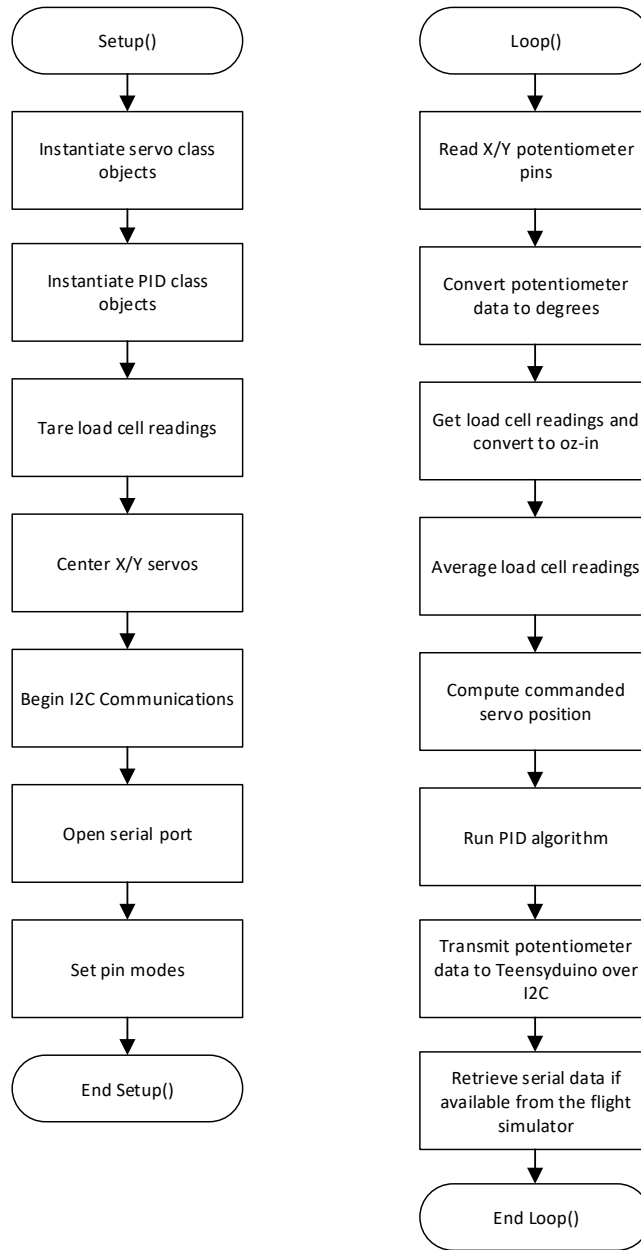 Setup()
Instantiate servo class
objects
Instantiate PID class
objects
Tare load cell readings
Center X/Y servos
Begin I2C Communications
Open serial port
Set pin modes
End Setup()
Loop()
Read X/Y potentiometer
pins
Convert potentiometer
data to degrees
Get load cell readings and
convert to oz-in
Average load cell readings
Compute commanded
servo position
Run PID algorithm
Transmit potentiometer
data to Teensyduino over
I2C
Retrieve serial data if
available from the flight
simulator
End Loop()